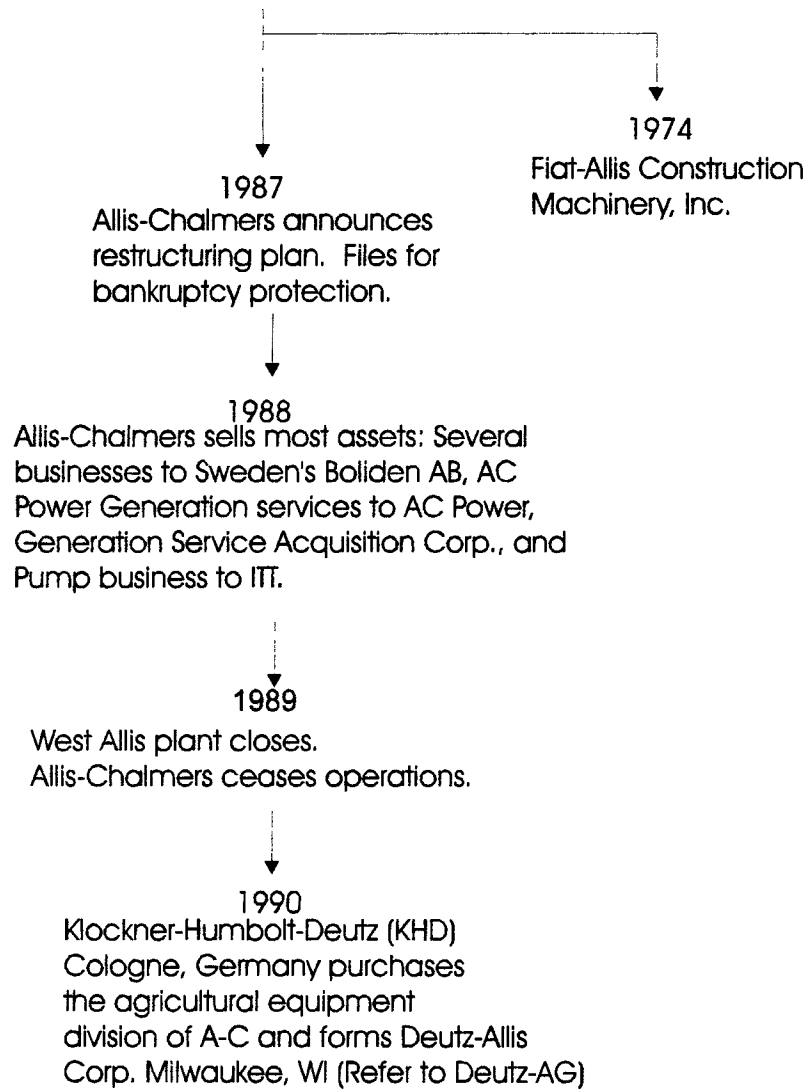 1974
Fiat-Allis Construction
Machinery, Inc.
1987
Allis-Chalmers announces
restructuring plan. Files for
bankruptcy protection.
1988
Allis-Chalmers sells most assets: Several
businesses to Sweden's Boliden AB, AC
Power Generation services to AC Power,
Generation Service Acquisition Corp., and
Pump business to ITT.
1989
West Allis plant closes.
Allis-Chalmers ceases operations.
1990
Klockner-Humbolt-Deutz (KHD)
Cologne, Germany purchases
the agricultural equipment
division of A-C and forms Deutz-Allis
Corp. Milwaukee, WI (Refer to Deutz-AG)